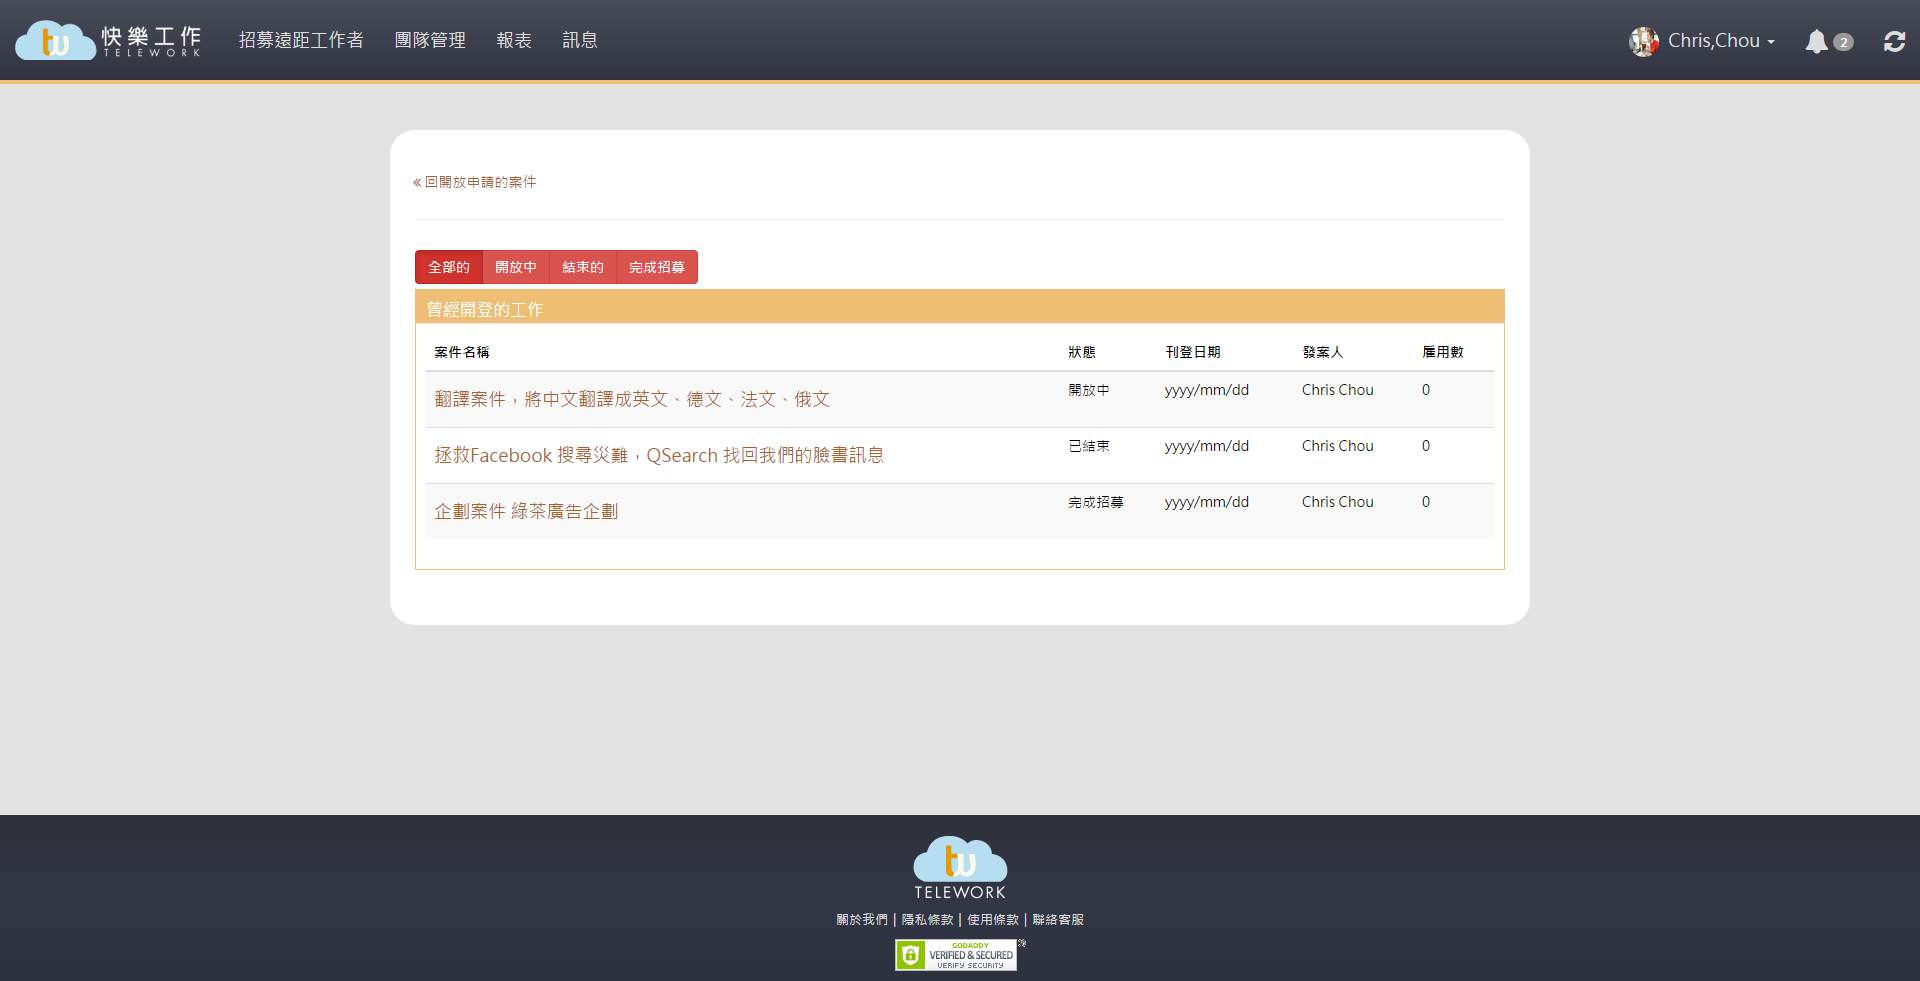 tw 快樂工作 TELEWORK 招募遠距工作者 團隊管理 報表 訊息 Chris,Chou 2
« 回開放申請的案件
全部的 開放中 結束的 完成招募
曾經開登的工作
案件名稱 狀態 刊登日期 發案人 雇用數
翻譯案件，將中文翻譯成英文、德文、法文、俄文 開放中 yyyy/mm/dd Chris Chou 0
拯救Facebook 搜尋災難，QSearch 找回我們的臉書訊息 已結束 yyyy/mm/dd Chris Chou 0
企劃案件 綠茶廣告企劃 完成招募 yyyy/mm/dd Chris Chou 0
tw
TELEWORK
關於我們 | 隱私條款 | 使用條款 | 聯絡客服
GODADDY
VERIFIED & SECURED
VERIFY SECURITY